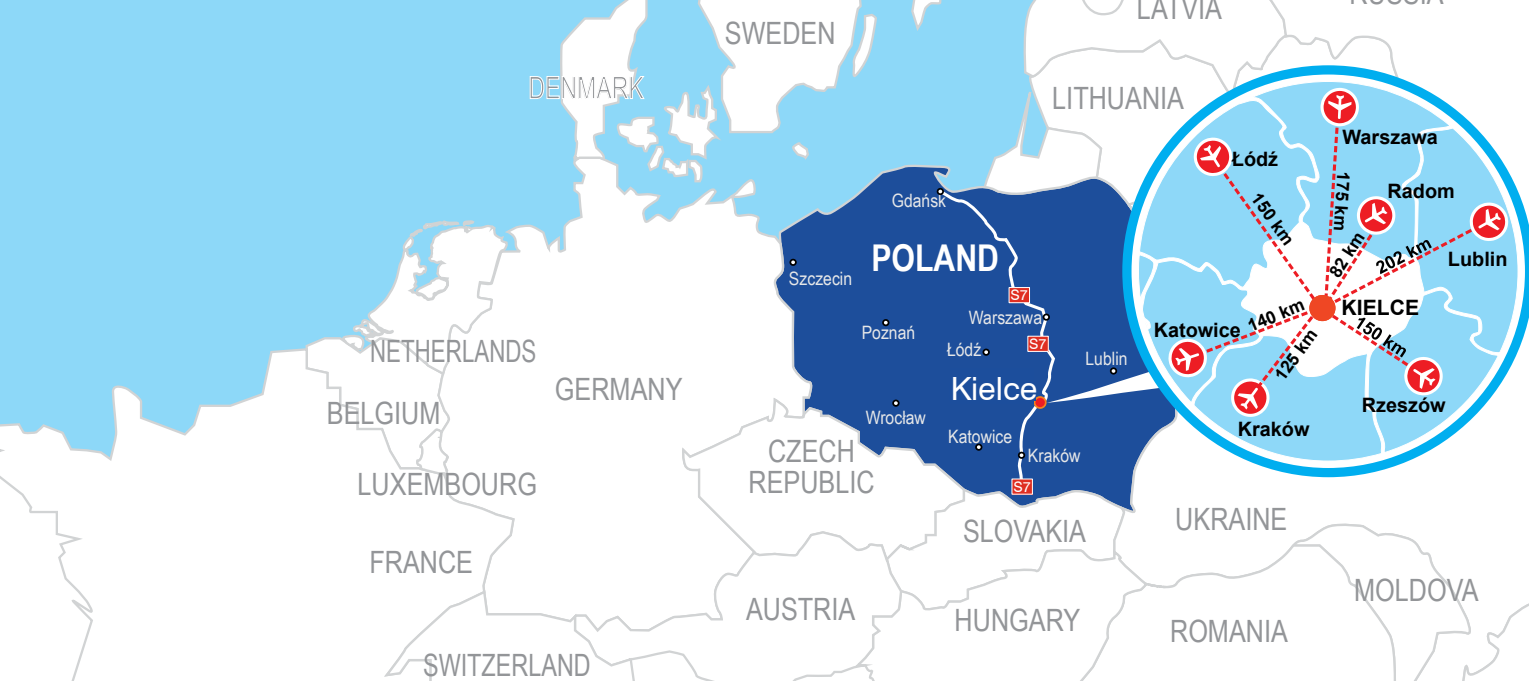 LATVIA
RUSSIA
SWEDEN
DENMARK
LITHUANIA
Warszawa
Łódź
175 km
Radom
150 km
Gdańsk
POLAND
82 km
202 km
Lublin
Szczecin
S7
KIELCE
Warszawa
140 km
150 km
Katowice
Poznań
S7
125 km
NETHERLANDS
Łódź
Lublin
GERMANY
Kielce
Rzeszów
BELGIUM
Wrocław
Kraków
Katowice
Kraków
CZECH
REPUBLIC
LUXEMBOURG
S7
SLOVAKIA
UKRAINE
FRANCE
MOLDOVA
AUSTRIA
HUNGARY
ROMANIA
SWITZERLAND